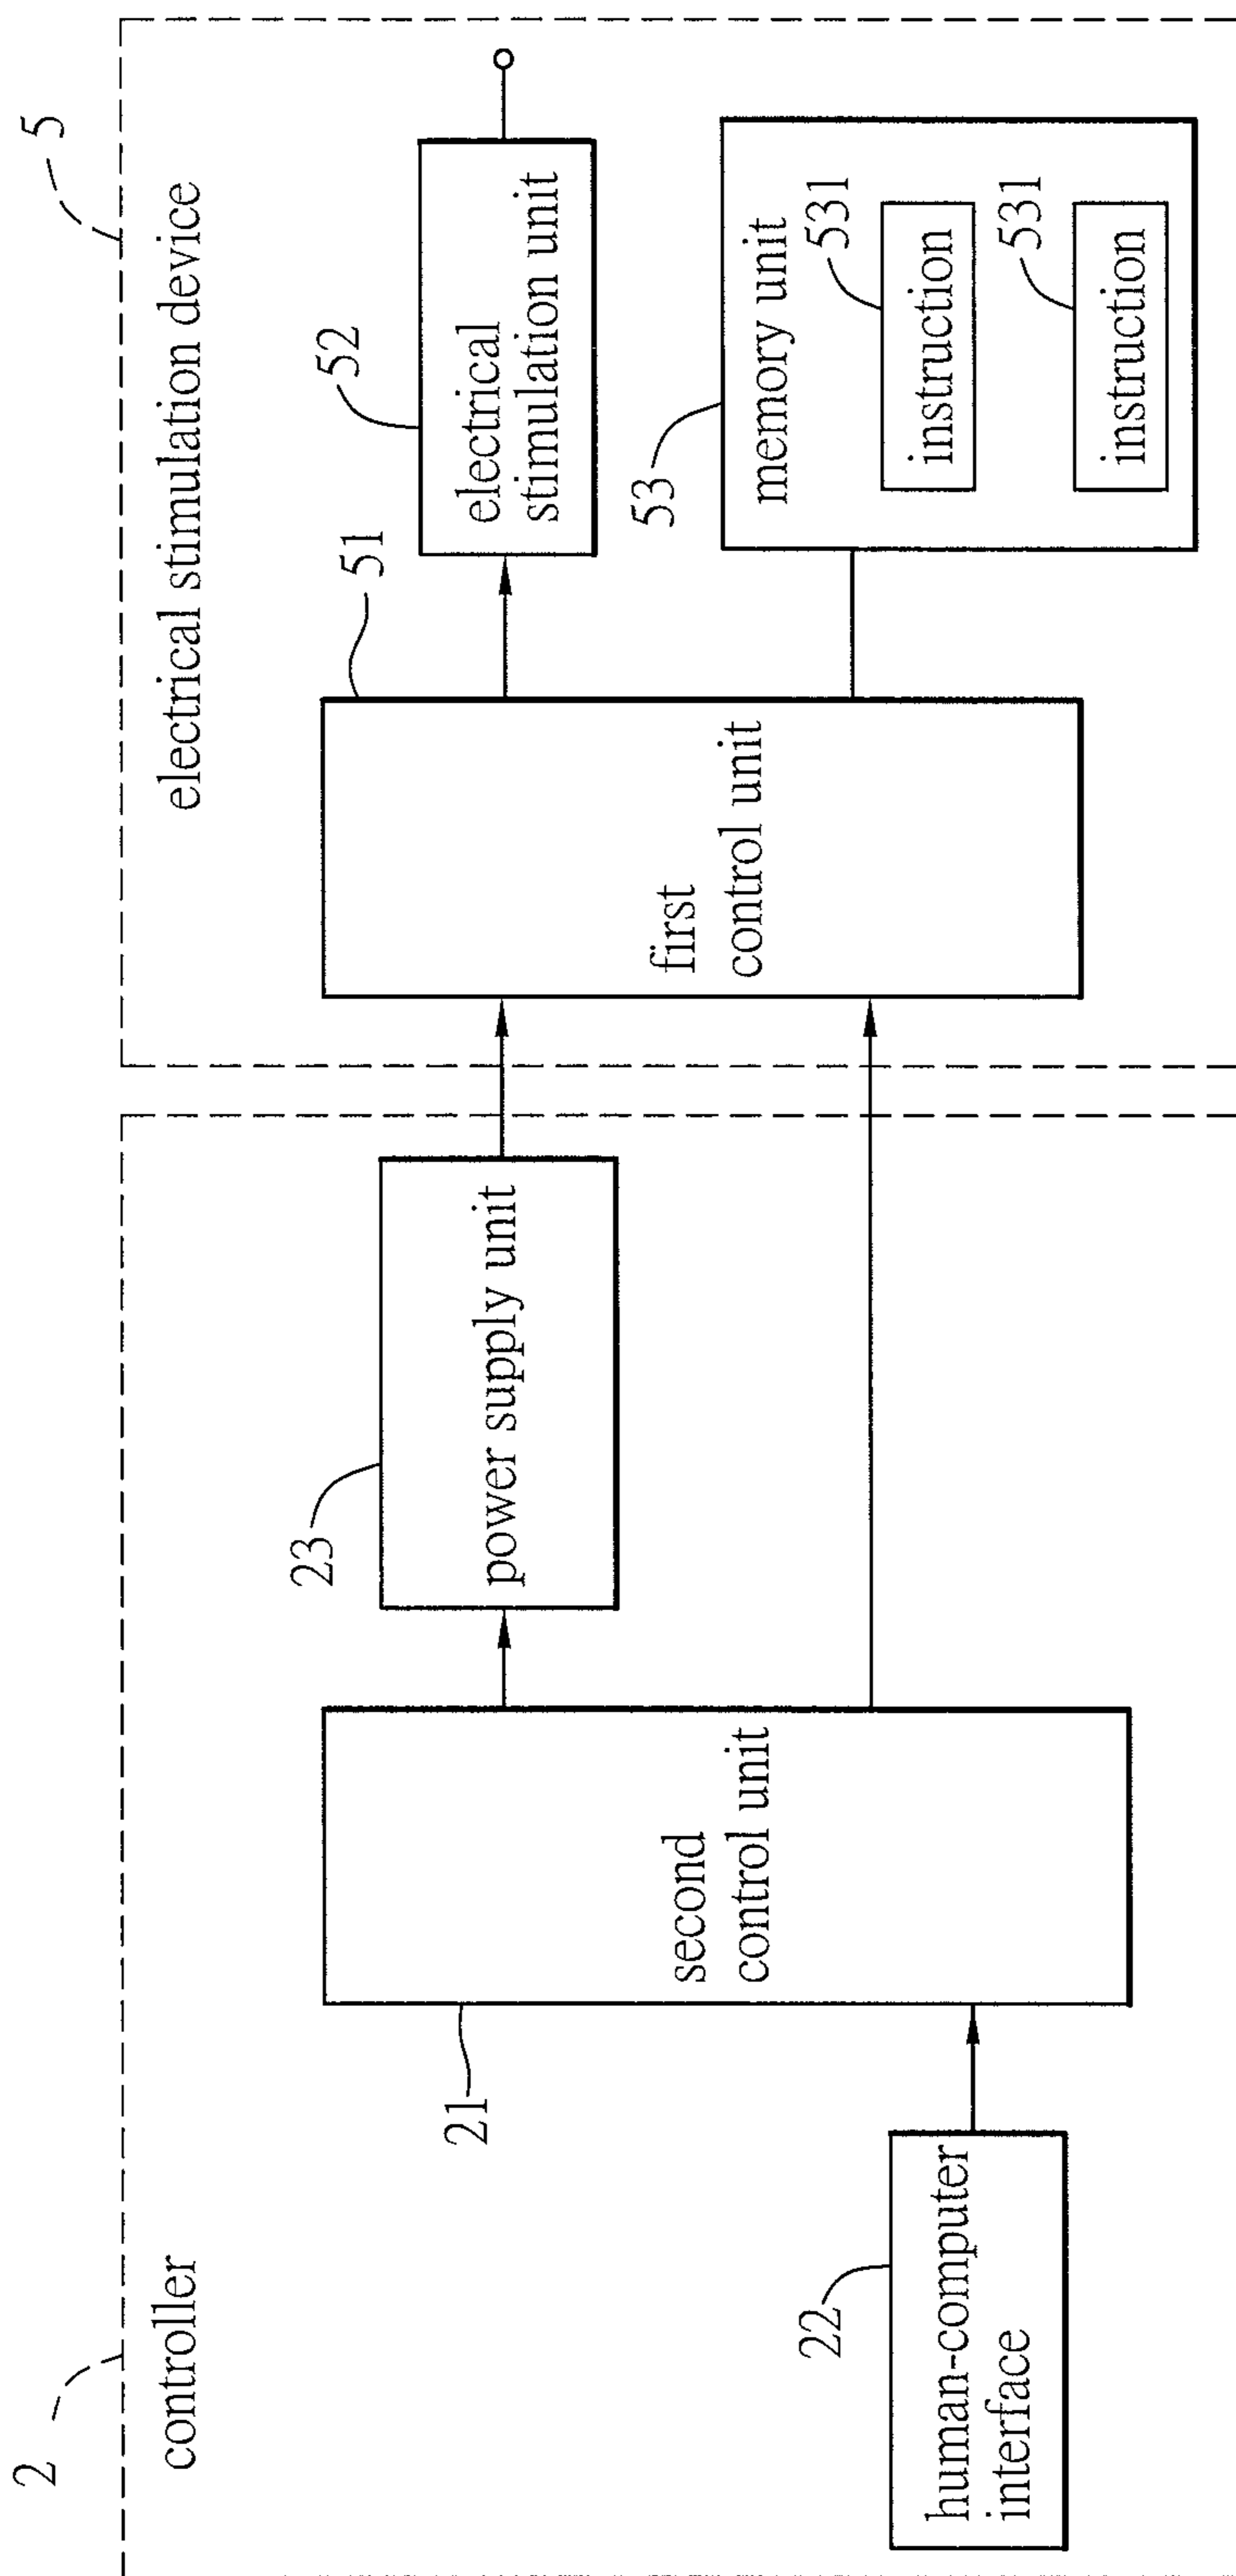 2
controller
22
human-computer
interface
21
second
control unit
23
power supply unit
5
electrical stimulation device
51
first
control unit
52
electrical
stimulation unit
53
memory unit
531
instruction
531
instruction